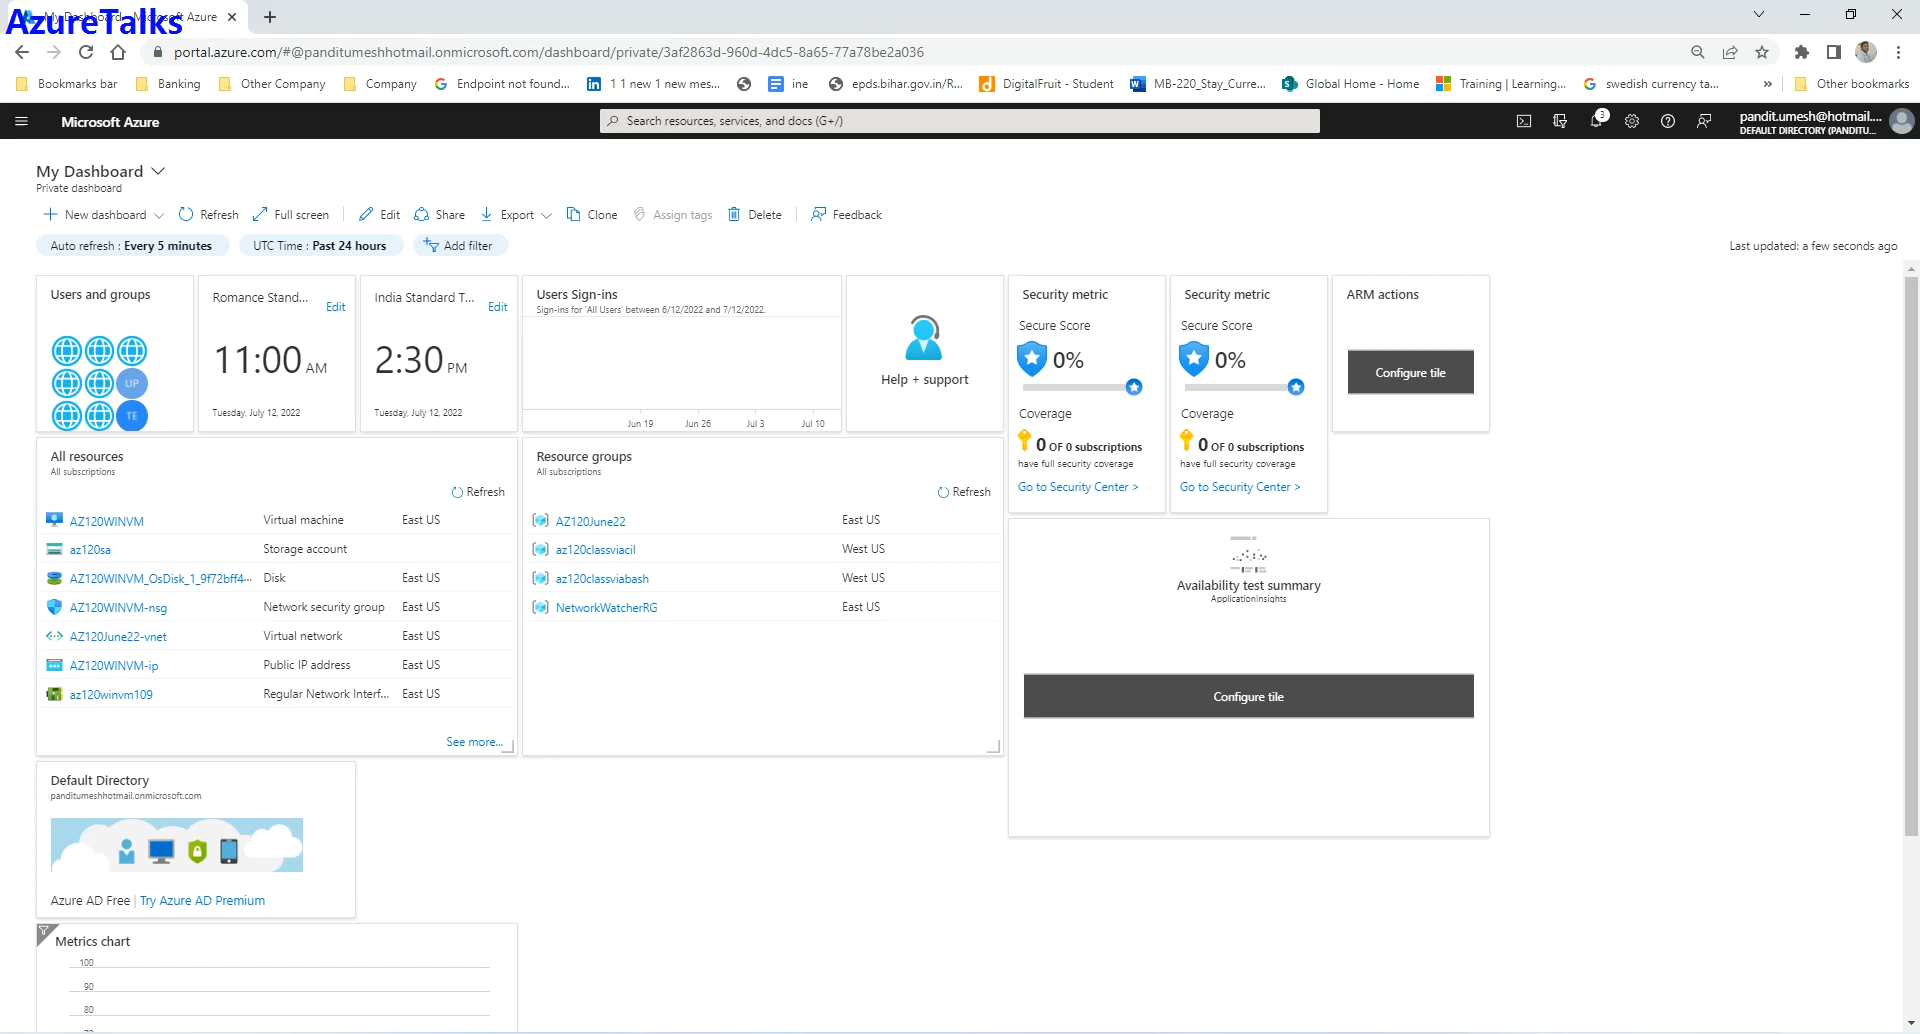 AzureTalks
Microsoft Azure
portal.azure.com/#@panditumeshhotmail.onmicrosoft.com/dashboard/private/3af2863d-960d-4dc5-8a65-77a78be2a036
Bookmarks bar Banking Other Company Company Endpoint not found... 1 1 new 1 new mes... ine epds.bihar.gov.in/R... DigitalFruit - Student MB-220_Stay_Curre... Global Home - Home Training | Learning... swedish currency ta... » Other bookmarks
Microsoft Azure Search resources, services, and docs (G+/) 3 pandit.umesh@hotmail....
DEFAULT DIRECTORY (PANDITU...
My Dashboard
Private dashboard
New dashboard Refresh Full screen Edit Share Export Clone Assign tags Delete Feedback
Auto refresh : Every 5 minutes UTC Time : Past 24 hours Add filter Last updated: a few seconds ago
Users and groups
UP
TE
Romance Stand... Edit
11:00 AM
Tuesday, July 12, 2022
India Standard T... Edit
2:30 PM
Tuesday, July 12, 2022
Users Sign-ins
Sign-ins for 'All Users' between 6/12/2022 and 7/12/2022.
Jun 19 Jun 26 Jul 3 Jul 10
Help + support
Security metric
Secure Score
0%
Coverage
0 OF 0 subscriptions
have full security coverage
Go to Security Center >
Security metric
Secure Score
0%
Coverage
0 OF 0 subscriptions
have full security coverage
Go to Security Center >
ARM actions
Configure tile
All resources
All subscriptions
Refresh
AZ120WINVM Virtual machine East US
az120sa Storage account
AZ120WINVM_OsDisk_1_9f72bff4... Disk East US
AZ120WINVM-nsg Network security group East US
AZ120June22-vnet Virtual network East US
AZ120WINVM-ip Public IP address East US
az120winvm109 Regular Network Interf... East US
See more...
Resource groups
All subscriptions
Refresh
AZ120June22 East US
az120classviacil West US
az120classviabash West US
NetworkWatcherRG East US
Availability test summary
ApplicationInsights
Configure tile
Default Directory
panditumeshhotmail.onmicrosoft.com
Azure AD Free | Try Azure AD Premium
Metrics chart
100
90
80